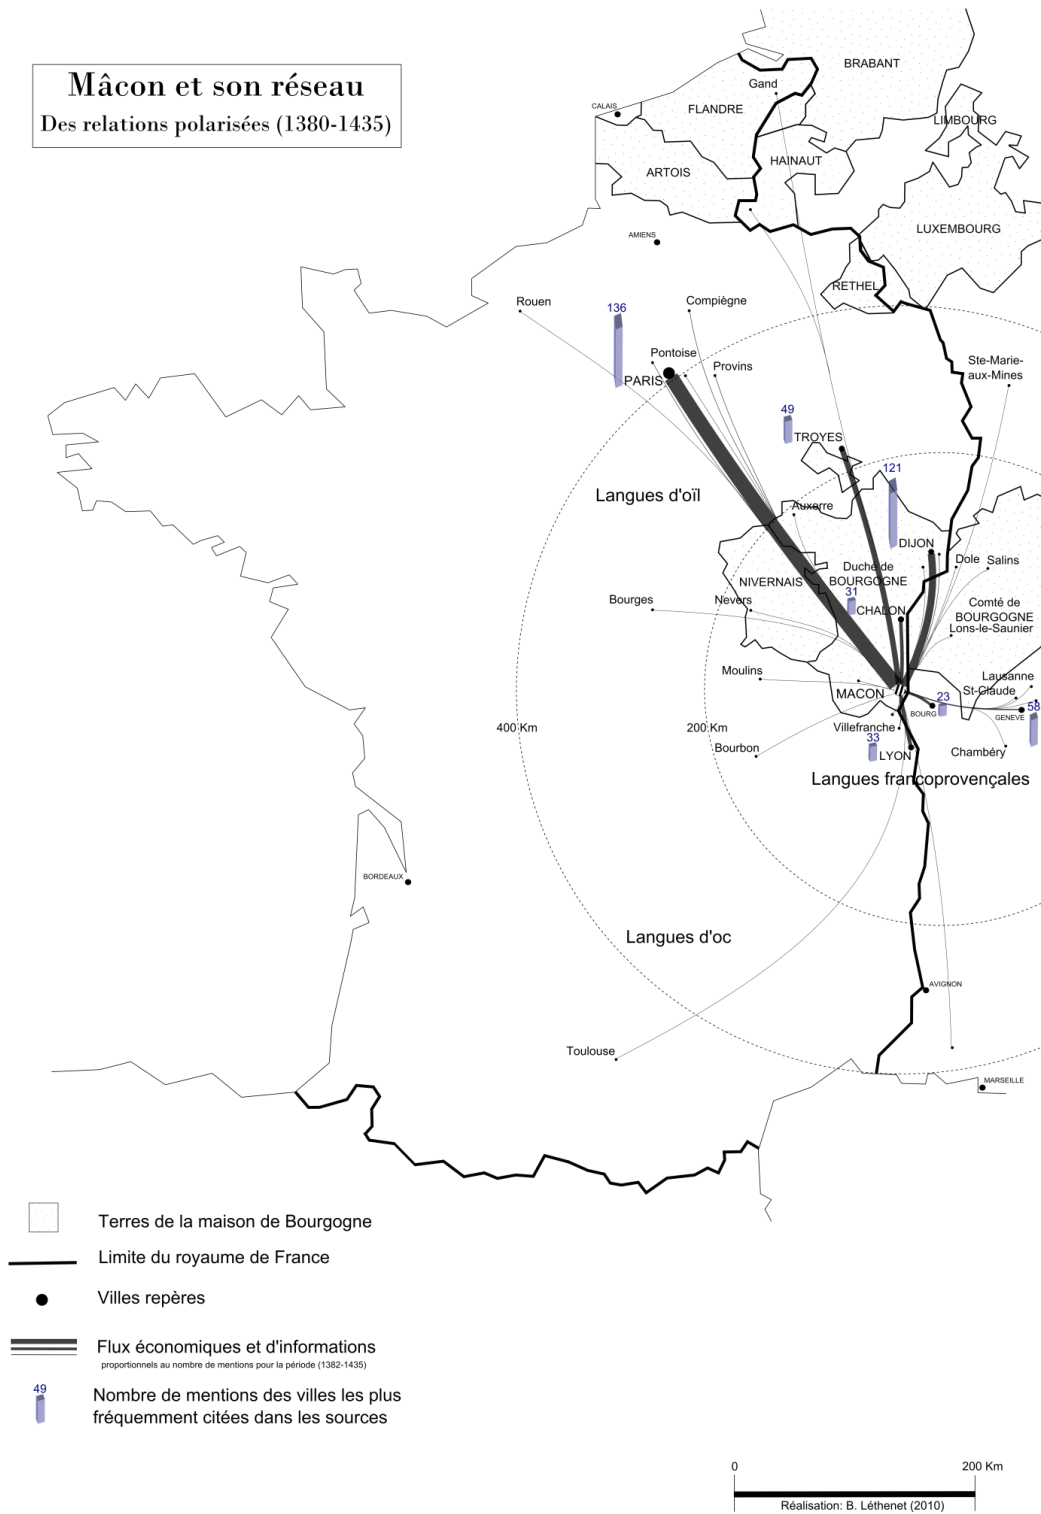 Mâcon et son réseau
Des relations polarisées (1380-1435)
BRABANT
Gand
CALAIS
FLANDRE
LIMBOURG
HAINAUT
ARTOIS
LUXEMBOURG
AMIENS
RETHEL
Rouen
136
Compiègne
Pontoise
PARIS
Provins
Ste-Marie-
aux-Mines
49
TROYES
121
Langues d'oïl
Auxerre
DIJON
Dole
Salins
Duché de
BOURGOGNE
NIVERNAIS
31
CHALON
Bourges
Nevers
Comté de
BOURGOGNE
Lons-le-Saunier
Moulins
MACON
Lausanne
St-Claude
23
BOURG
GENEVE
58
400 Km
200 Km
Villefranche
33
LYON
Bourbon
Chambéry
Langues francoprovençales
BORDEAUX
Langues d'oc
AVIGNON
Toulouse
MARSEILLE
Terres de la maison de Bourgogne
Limite du royaume de France
Villes repères
Flux économiques et d'informations
proportionnels au nombre de mentions pour la période (1382-1435)
49
Nombre de mentions des villes les plus
fréquemment citées dans les sources
0
200 Km
Réalisation: B. Léthenet (2010)